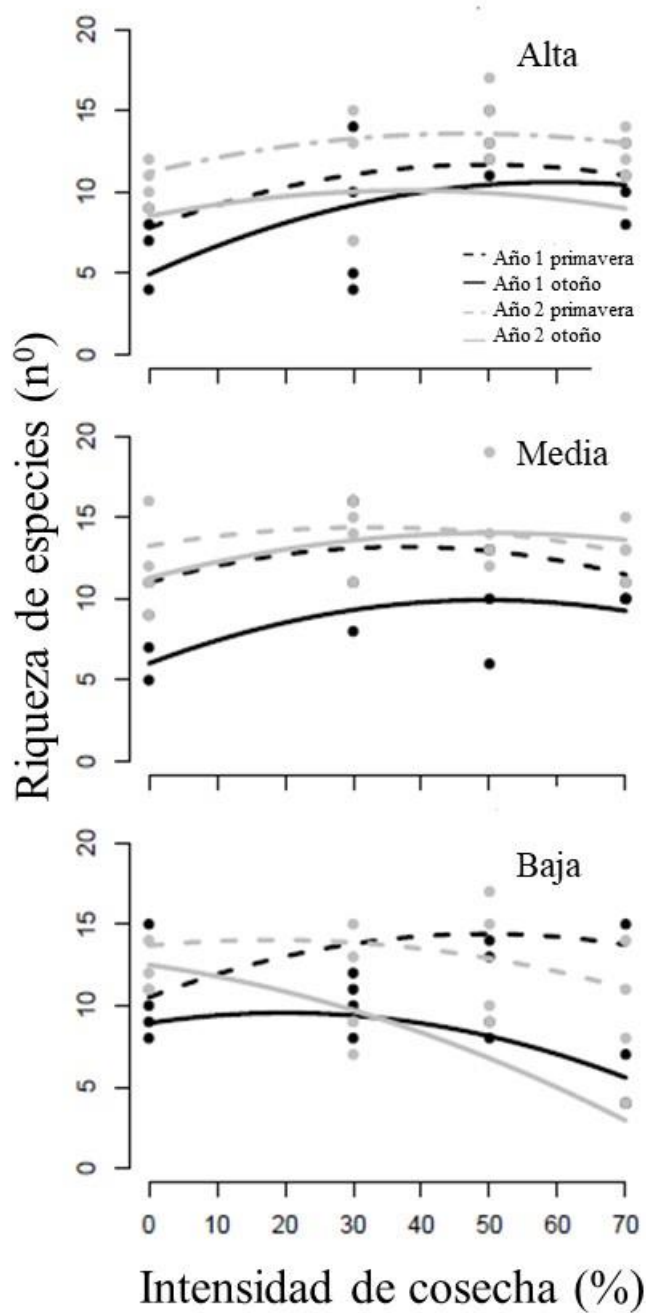 20
Alta
15
10
5
0
Año 1 primavera
Año 1 otoño
Año 2 primavera
Año 2 otoño
Riqueza de especies (n⁰)
20
Media
15
10
5
0
20
Baja
15
10
5
0
0 10 20 30 40 50 60 70
Intensidad de cosecha (%)